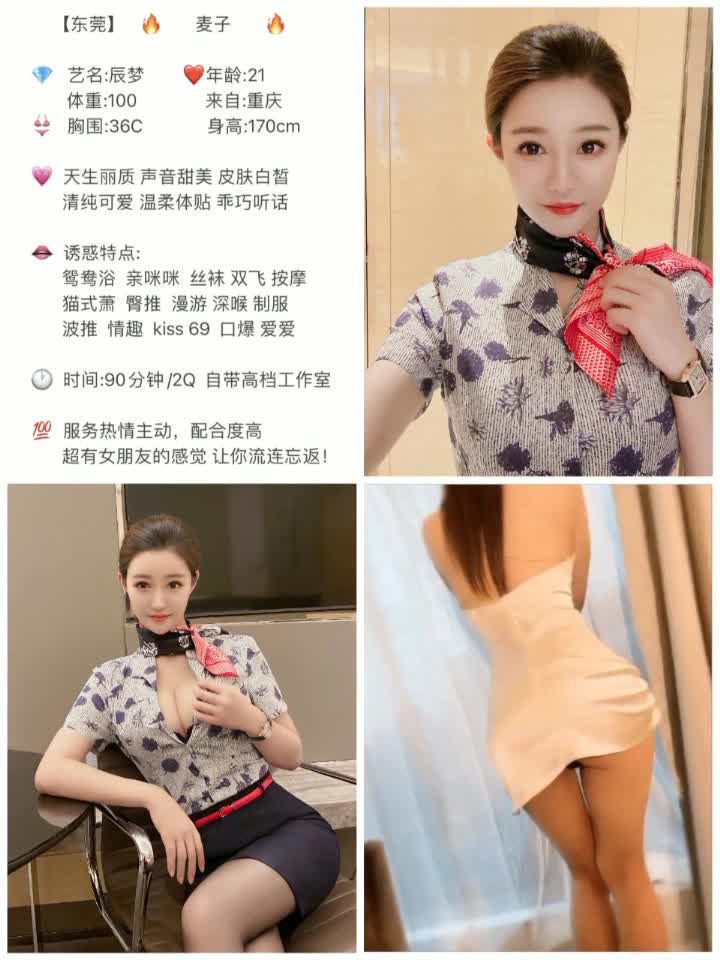 【东莞】 🔥 麦子 🔥
💎 艺名:辰梦 ❤️年龄:21
体重:100 来自:重庆
👙 胸围:36C 身高:170cm
💗 天生丽质 声音甜美 皮肤白皙
清纯可爱 温柔体贴 乖巧听话
👄 诱惑特点:
鸳鸯浴 亲咪咪 丝袜 双飞 按摩
猫式萧 臀推 漫游 深喉 制服
波推 情趣 kiss 69 口爆 爱爱
🕐 时间:90分钟/2Q 自带高档工作室
💯 服务热情主动，配合度高
超有女朋友的感觉 让你流连忘返！